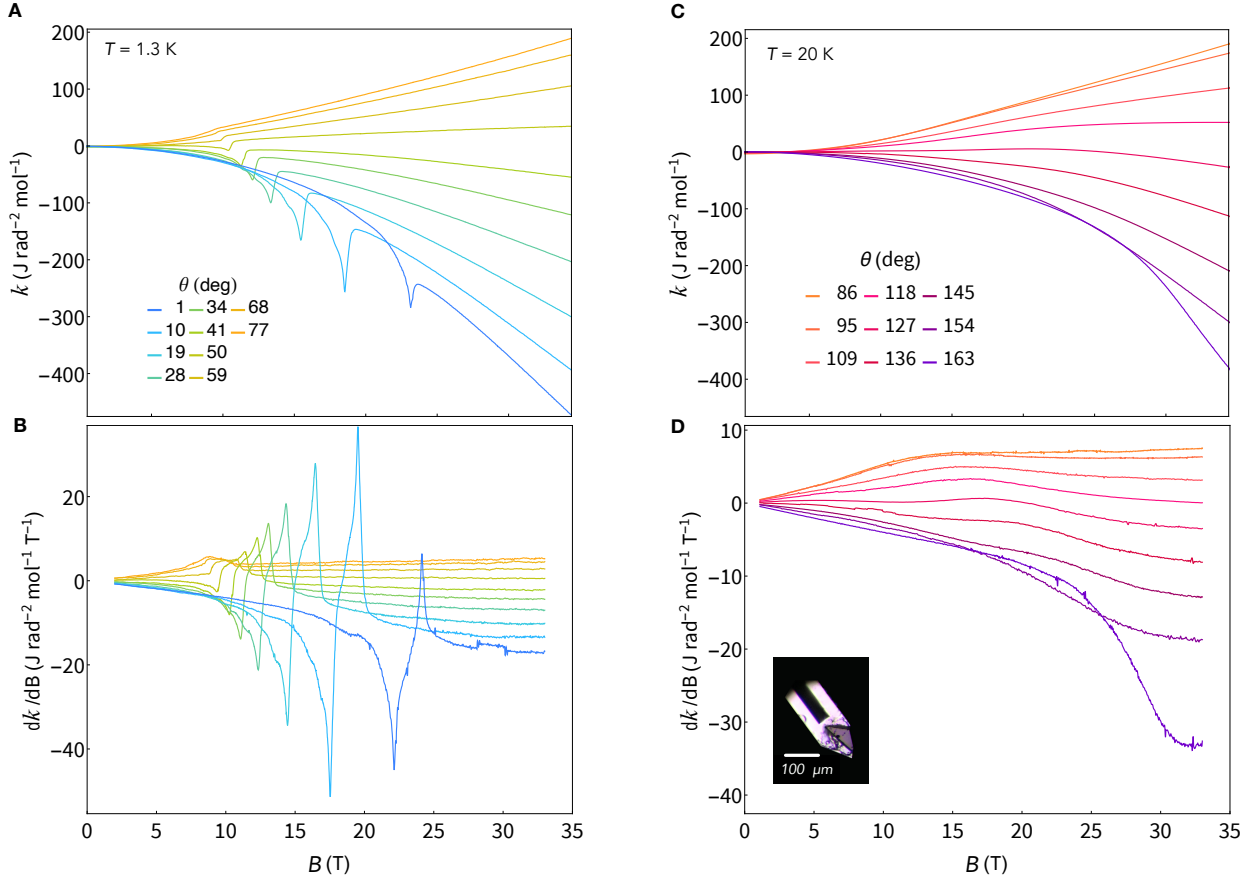 A
T = 1.3 K
200
100
0
−100
−200
−300
−400
k (J rad⁻² mol⁻¹)
θ (deg)
1 34 68
10 41 77
19 50
28 59
B
20
0
−20
−40
dk/dB (J rad⁻² mol⁻¹ T⁻¹)
0 5 10 15 20 25 30 35
B (T)
C
T = 20 K
200
100
0
−100
−200
−300
−400
k (J rad⁻² mol⁻¹)
θ (deg)
86 118 145
95 127 154
109 136 163
D
10
0
−10
−20
−30
−40
dk/dB (J rad⁻² mol⁻¹ T⁻¹)
100 μm
0 5 10 15 20 25 30 35
B (T)